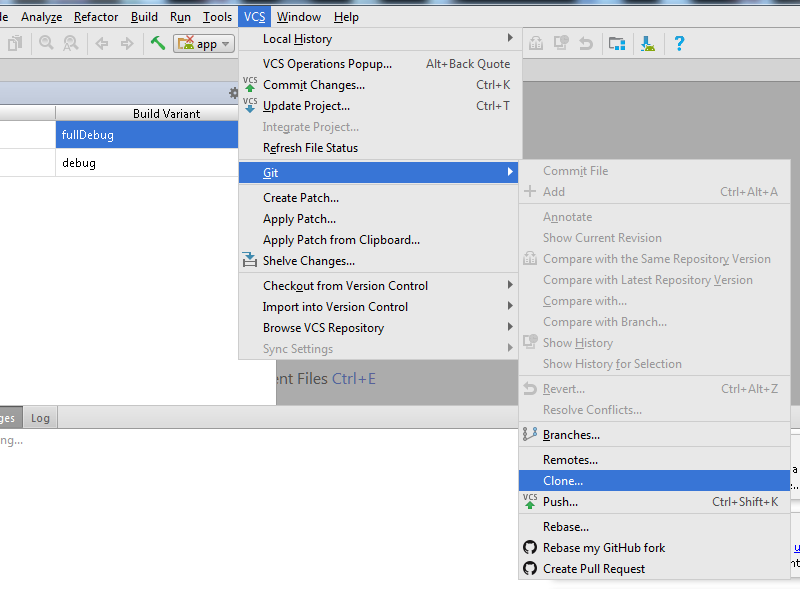 le Analyze Refactor Build Run Tools VCS Window Help
app
Build Variant
fullDebug
debug
Local History
VCS Operations Popup... Alt+Back Quote
VCS Commit Changes... Ctrl+K
VCS Update Project... Ctrl+T
Integrate Project...
Refresh File Status
Git
Create Patch...
Apply Patch...
Apply Patch from Clipboard...
Shelve Changes...
Checkout from Version Control
Import into Version Control
Browse VCS Repository
Sync Settings
Commit File
Add Ctrl+Alt+A
Annotate
Show Current Revision
Compare with the Same Repository Version
Compare with Latest Repository Version
Compare with...
Compare with Branch...
Show History
Show History for Selection
Revert... Ctrl+Alt+Z
Resolve Conflicts...
Branches...
Remotes...
Clone...
VCS Push... Ctrl+Shift+K
Rebase...
Rebase my GitHub fork
Create Pull Request
ent Files Ctrl+E
ges Log
ng...